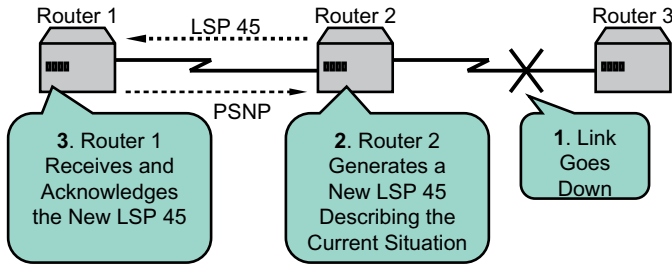 Router 1
Router 2
Router 3
LSP 45
PSNP
3. Router 1
Receives and
Acknowledges
the New LSP 45
2. Router 2
Generates a
New LSP 45
Describing the
Current Situation
1. Link
Goes
Down